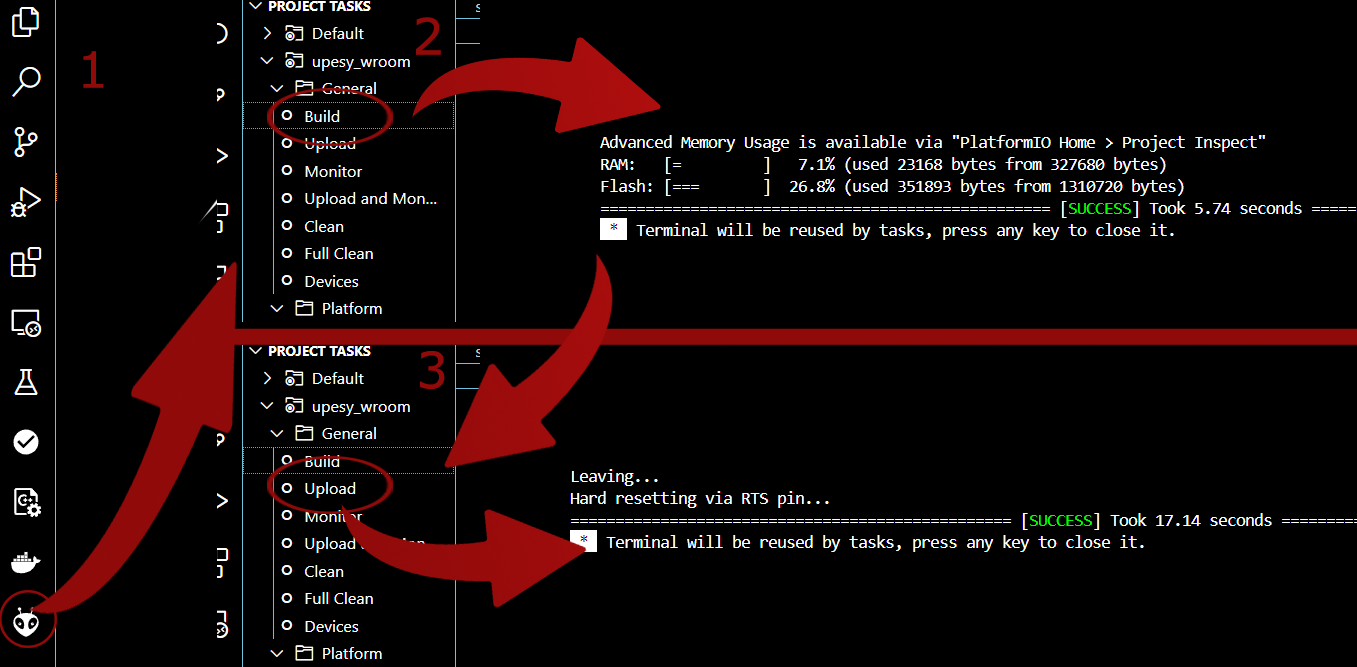 1
PROJECT TASKS
2
Default
upesy_wroom
General
Build
Upload
Monitor
Upload and Mon...
Clean
Full Clean
Devices
Platform
Advanced Memory Usage is available via "PlatformIO Home > Project Inspect"
RAM:   [=         ]   7.1% (used 23168 bytes from 327680 bytes)
Flash: [===       ]  26.8% (used 351893 bytes from 1310720 bytes)
================================================== [SUCCESS] Took 5.74 seconds =====
* Terminal will be reused by tasks, press any key to close it.
PROJECT TASKS
3
Default
upesy_wroom
General
Build
Upload
Monitor
Upload
Clean
Full Clean
Devices
Platform
Leaving...
Hard resetting via RTS pin...
================================================= [SUCCESS] Took 17.14 seconds =========
* Terminal will be reused by tasks, press any key to close it.